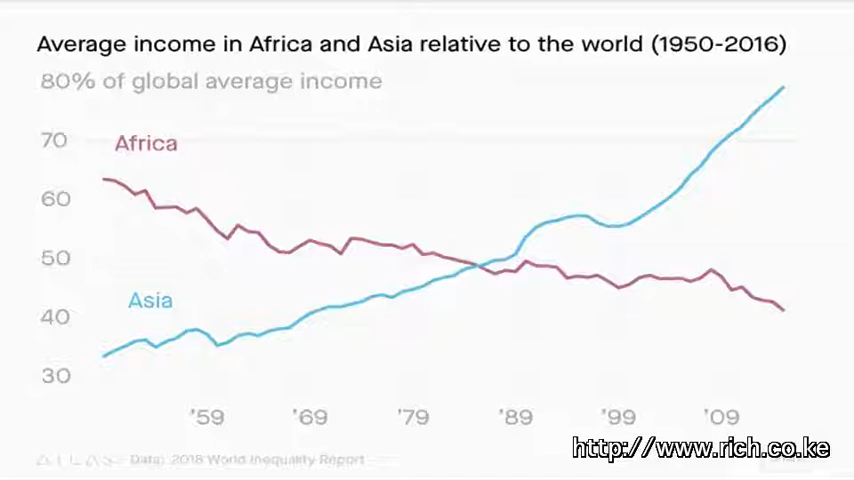 Average income in Africa and Asia relative to the world (1950-2016)
80% of global average income
70
Africa
60
50
Asia
40
30
'59 '69 '79 '89 '99 '09
http://www.rich.co.ke
ATLAS Data: 2018 World Inequality Report